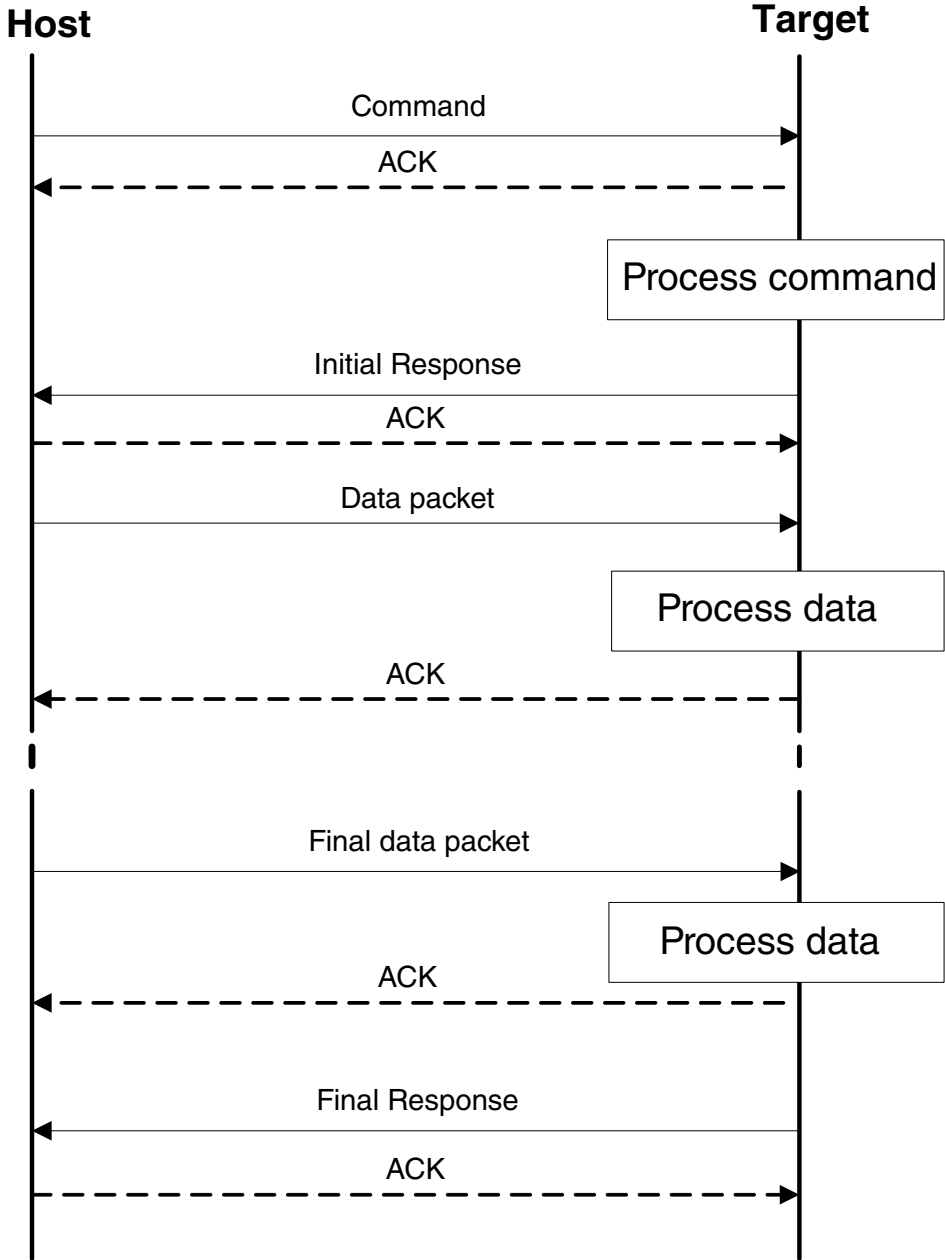 Host
Target
Command
ACK
Process command
Initial Response
ACK
Data packet
Process data
ACK
Final data packet
Process data
ACK
Final Response
ACK